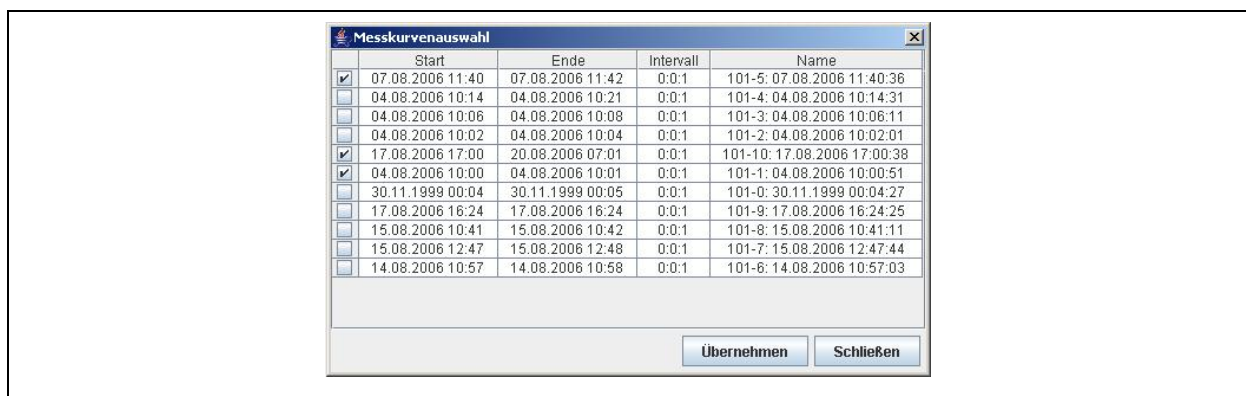 Messkurvenauswahl
Start Ende Intervall Name
07.08.2006 11:40 07.08.2006 11:42 0:0:1 101-5: 07.08.2006 11:40:36
04.08.2006 10:14 04.08.2006 10:21 0:0:1 101-4: 04.08.2006 10:14:31
04.08.2006 10:06 04.08.2006 10:08 0:0:1 101-3: 04.08.2006 10:06:11
04.08.2006 10:02 04.08.2006 10:04 0:0:1 101-2: 04.08.2006 10:02:01
17.08.2006 17:00 20.08.2006 07:01 0:0:1 101-10: 17.08.2006 17:00:38
04.08.2006 10:00 04.08.2006 10:01 0:0:1 101-1: 04.08.2006 10:00:51
30.11.1999 00:04 30.11.1999 00:05 0:0:1 101-0: 30.11.1999 00:04:27
17.08.2006 16:24 17.08.2006 16:24 0:0:1 101-9: 17.08.2006 16:24:25
15.08.2006 10:41 15.08.2006 10:42 0:0:1 101-8: 15.08.2006 10:41:11
15.08.2006 12:47 15.08.2006 12:48 0:0:1 101-7: 15.08.2006 12:47:44
14.08.2006 10:57 14.08.2006 10:58 0:0:1 101-6: 14.08.2006 10:57:03
Übernehmen Schließen